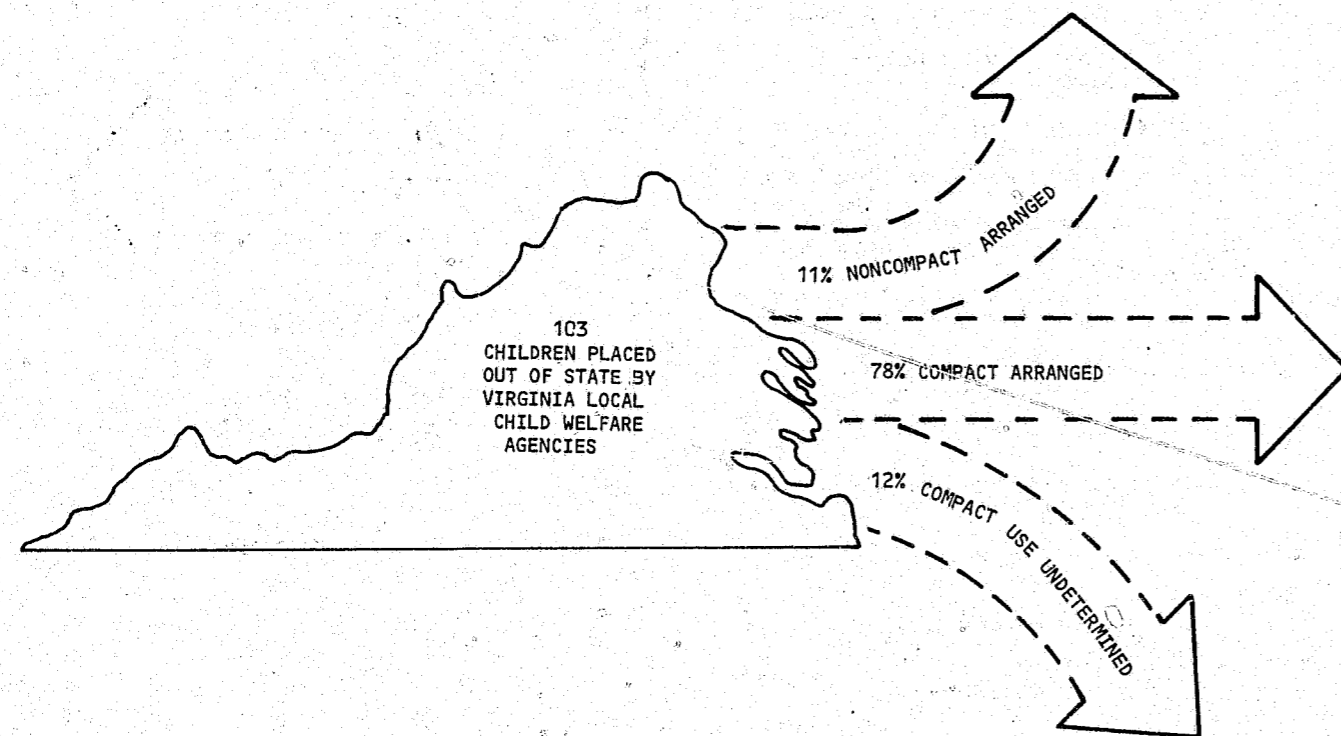 11% NONCOMPACT ARRANGED
103
CHILDREN PLACED
OUT OF STATE BY
VIRGINIA LOCAL
CHILD WELFARE
AGENCIES
78% COMPACT ARRANGED
12% COMPACT USE UNDETERMINED